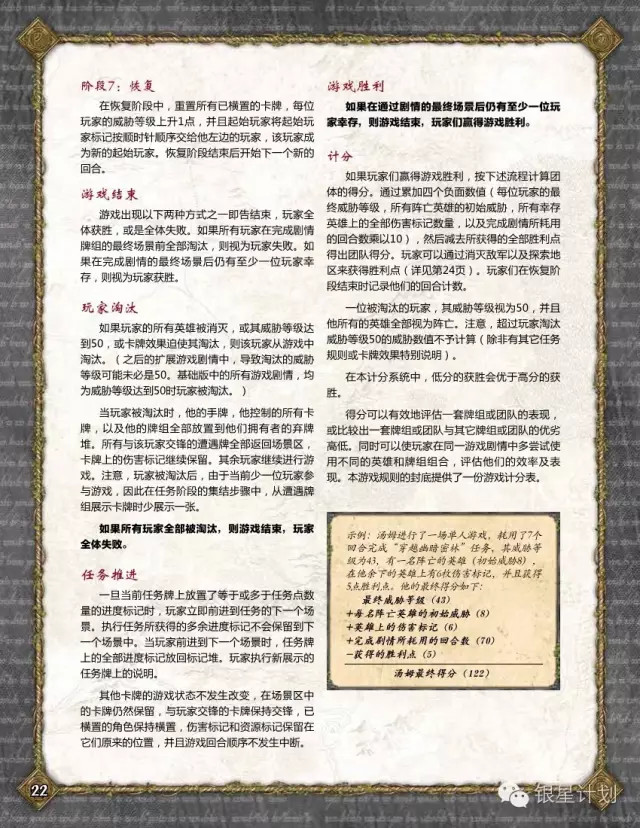 阶段7：恢复
在恢复阶段中，重置所有已横置的卡牌，每位
玩家的威胁等级上升1点，并且起始玩家将起始玩
家标记按顺时针顺序交给他左边的玩家，该玩家成
为新的起始玩家。恢复阶段结束后开始下一个新的
回合。
游戏结束
游戏出现以下两种方式之一即告结束，玩家全
体获胜，或是全体失败。如果所有玩家在完成剧情
牌组的最终场景前全部淘汰，则视为玩家失败。如
果在完成剧情的最终场景后仍有至少一位玩家幸
存，则视为玩家获胜。
玩家淘汰
如果玩家的所有英雄被消灭，或其威胁等级达
到50，或卡牌效果迫使其淘汰，则该玩家从游戏中
淘汰。（之后的扩展游戏剧情中，导致淘汰的威胁
等级可能未必是50。基础版中的所有游戏剧情，均
为威胁等级达到50时玩家被淘汰。）
当玩家被淘汰时，他的手牌，他控制的所有卡
牌，以及他的牌组全部放置到他们拥有者的弃牌
堆。所有与该玩家交锋的遭遇牌全部返回场景区，
卡牌上的伤害标记继续保留。其余玩家继续进行游
戏。注意，玩家被淘汰后，由于当前少一位玩家参
与游戏，因此在任务阶段的集结步骤中，从遭遇牌
组展示卡牌时少展示一张。
如果所有玩家全部被淘汰，则游戏结束，玩家
全体失败。
任务推进
一旦当前任务牌上放置了等于或多于任务点数
数量的进度标记时，玩家立即前进到任务的下一个场
景。执行任务所获得的多余进度标记不会保留到下
一个场景中。当玩家前进到下一个场景时，任务牌
上的全部进度标记放回标记堆。玩家执行新展示的
任务牌上的说明。
其他卡牌的游戏状态不发生改变，在场景区中
的卡牌仍然保留，与玩家交锋的卡牌保持交锋，已
横置的角色保持横置，伤害标记和资源标记保留在
它们原来的位置，并且游戏回合顺序不发生中断。
22
游戏胜利
如果在通过剧情的最终场景后仍有至少一位玩
家幸存，则游戏结束，玩家们赢得游戏胜利。
计分
如果玩家们赢得游戏胜利，按下述流程计算团
体的得分。通过累加四个负面数值（每位玩家的最
终威胁等级，所有阵亡英雄的初始威胁，所有幸存
英雄上的全部伤害标记数量，以及完成剧情所耗用
的回合数乘以10），然后减去所获得的全部胜利点
得出团队得分。玩家可以通过消灭敌军以及探索地
区来获得胜利点（详见第24页）。玩家们在恢复阶
段结束时记录他们的回合计数。
一位被淘汰的玩家，其威胁等级视为50，并且
他所有的英雄全部视为阵亡。注意，超过玩家淘汰
威胁等级50的威胁数值不予计算（除非有其它任务
规则或卡牌效果特别说明）。
在本计分系统中，低分的获胜会优于高分的获
胜。
得分可以有效地评估一套牌组或团队的表现，
或比较出一套牌组或团队与其它牌组或团队的优劣
高低。同时可以使玩家在同一游戏剧情中多尝试使
用不同的英雄和牌组组合，评估他们的效率及表
现。本游戏规则的封底提供了一份游戏计分表。
示例：汤姆进行了一场单人游戏，耗用了7个
回合完成“穿越幽暗密林”任务，其威胁等
级为43，有一名阵亡的英雄（初始威胁8），
在他余下的英雄上有6枚伤害标记，并且获得
5点胜利点。他的最终得分如下：
最终威胁等级（43）
+每名阵亡英雄的初始威胁（8）
+英雄上的伤害标记（6）
+完成剧情所耗用的回合数（70）
-获得的胜利点（5）
汤姆最终得分（122）
银星计划